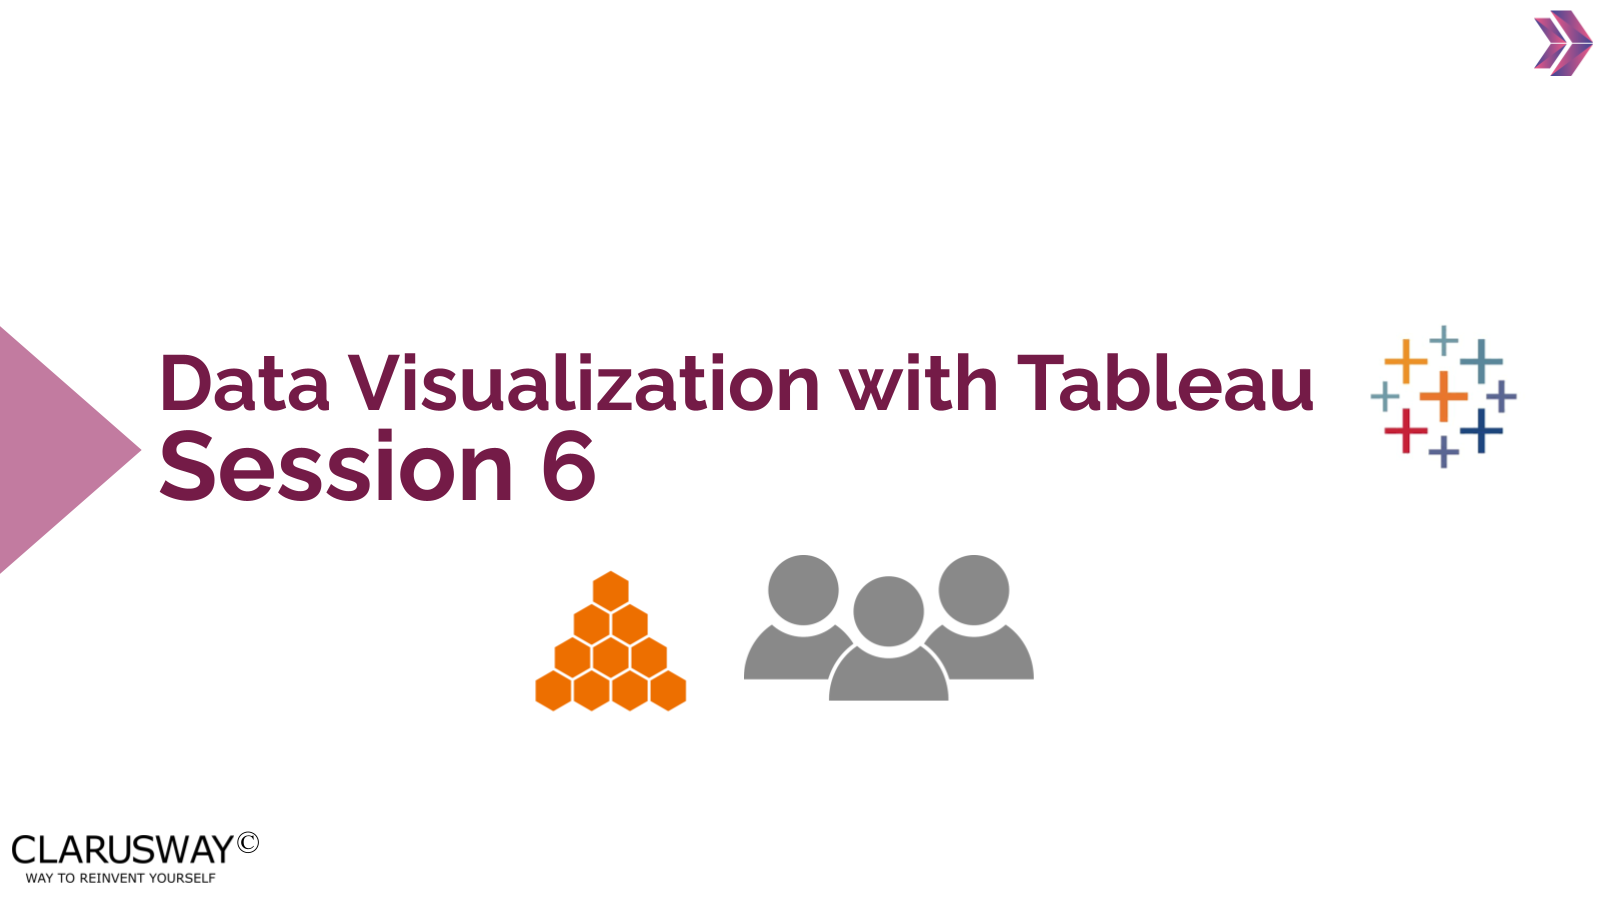 Data Visualization with Tableau
Session 6
CLARUSWAY©
WAY TO REINVENT YOURSELF